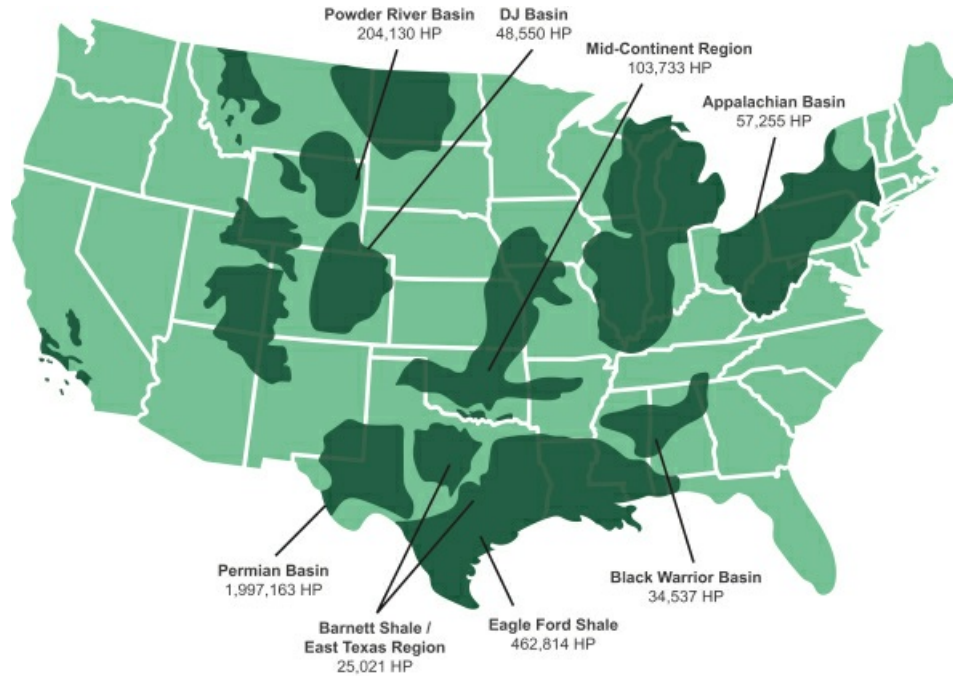 Powder River Basin
204,130 HP
DJ Basin
48,550 HP
Mid-Continent Region
103,733 HP
Appalachian Basin
57,255 HP
Permian Basin
1,997,163 HP
Barnett Shale /
East Texas Region
25,021 HP
Eagle Ford Shale
462,814 HP
Black Warrior Basin
34,537 HP